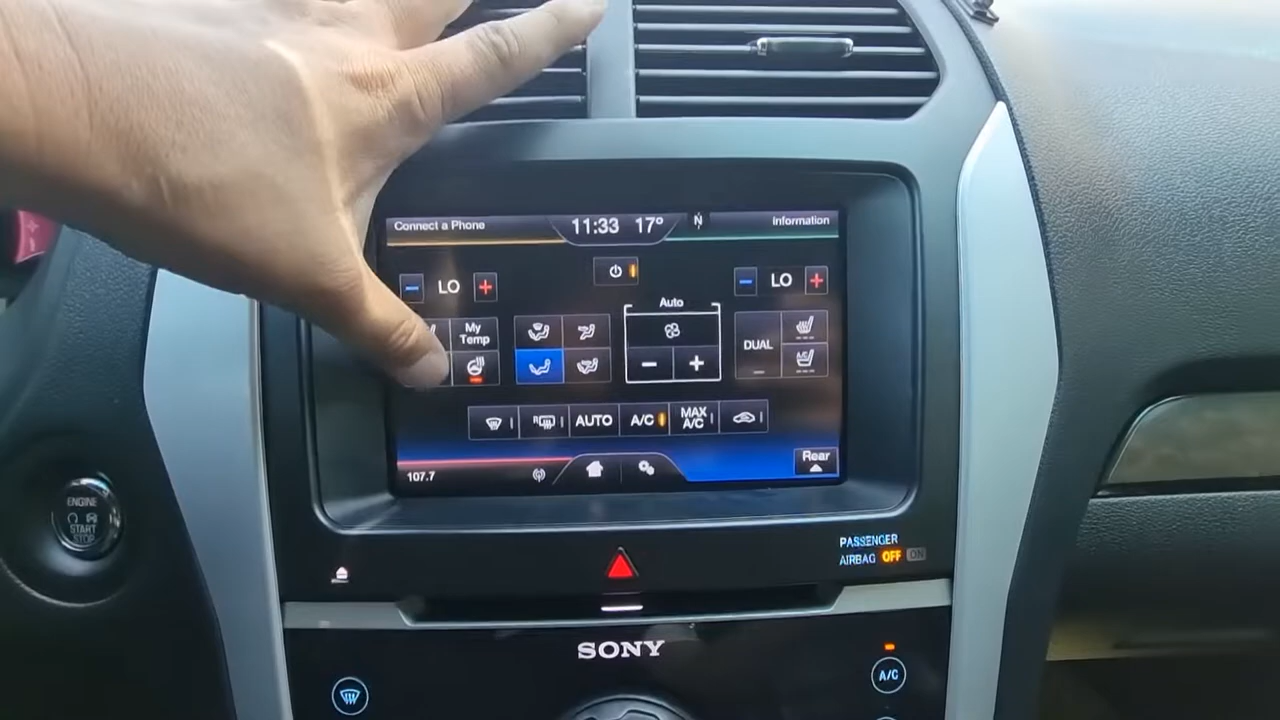 Connect a Phone
11:33 17°
N
Information
LO
LO
My
Temp
Auto
DUAL
R
AUTO
A/C
MAX
A/C
107.7
Rear
ENGINE
START
STOP
PASSENGER
AIRBAG OFF ON
SONY
A/C